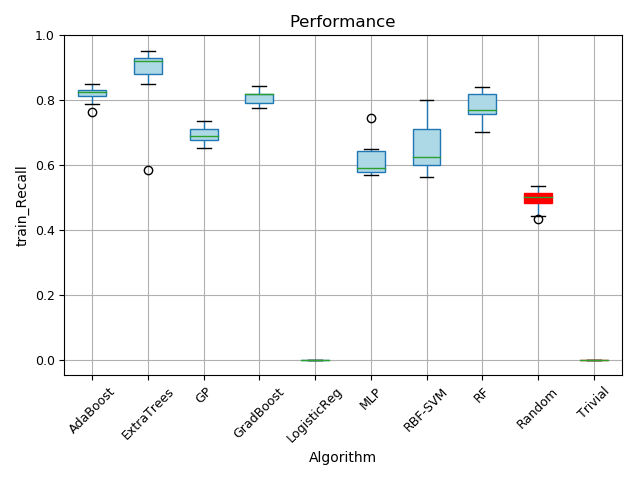 Performance
train_Recall
1.0
0.8
0.6
0.4
0.2
0.0
AdaBoost
ExtraTrees
GP
GradBoost
LogisticReg
MLP
RBF-SVM
RF
Random
Trivial
Algorithm